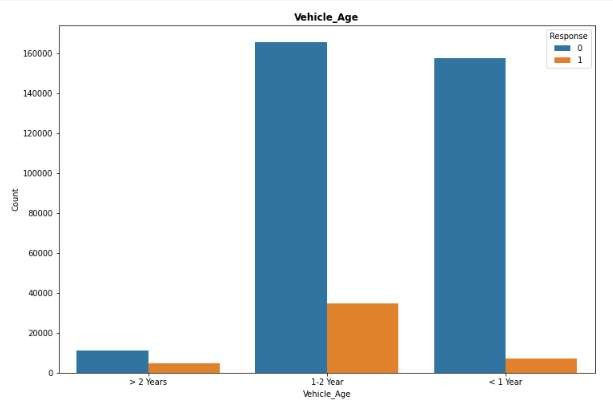 Vehicle_Age
Response
0
1
160000
140000
120000
100000
80000
60000
40000
20000
0
Count
> 2 Years
1-2 Year
< 1 Year
Vehicle_Age